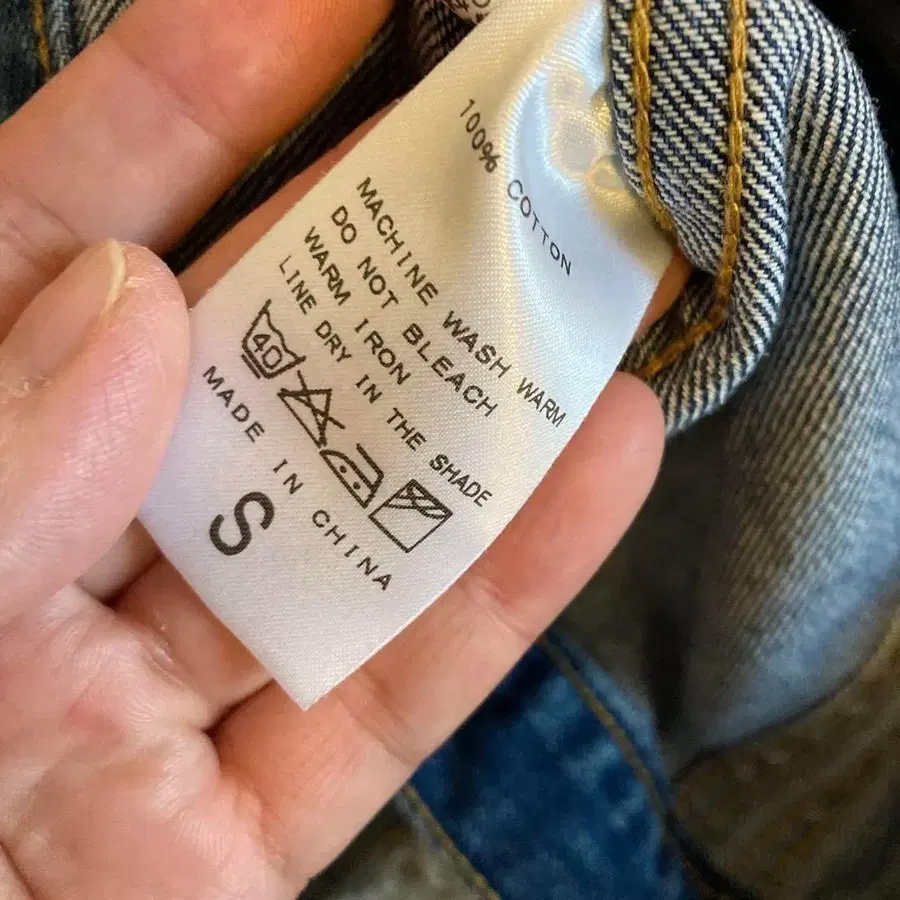 100% COTTON
MACHINE WASH WARM
DO NOT BLEACH
WARM IRON
LINE DRY IN THE SHADE
40
MADE IN CHINA
S